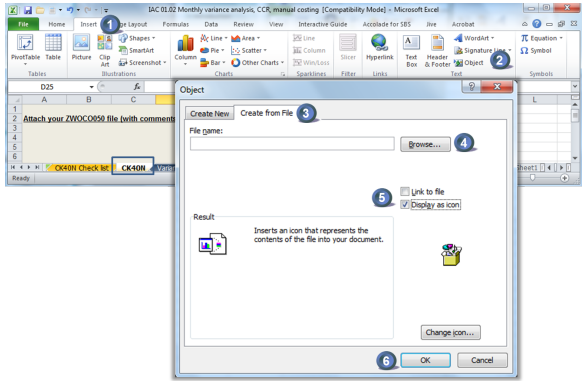 IAC 01.02 Monthly variance analysis, CCR, manual costing [Compatibility Mode] - Microsoft Excel
File Home Insert 1 Page Layout Formulas Data Review View Interactive Guide Accolade for SBS Jive Acrobat
PivotTable Table Picture Clip Art Shapes SmartArt Screenshot Column Line Pie Bar Area Scatter Other Charts Line Column Win/Loss Slicer Hyperlink Text Box Header & Footer WordArt Signature Line Object 2 Equation Symbol
Tables Illustrations Charts Sparklines Filter Links Text Symbols
D25 fx
A B C L
1
2 Attach your ZWOCO050 file (with comments
3
4
5
6
CK40N Check list CK40N Sheet1
Ready
Object
Create New Create from File 3
File name:
Browse... 4
5 Link to file
Display as icon
Result
Inserts an icon that represents the
contents of the file into your document.
Change icon...
6 OK Cancel